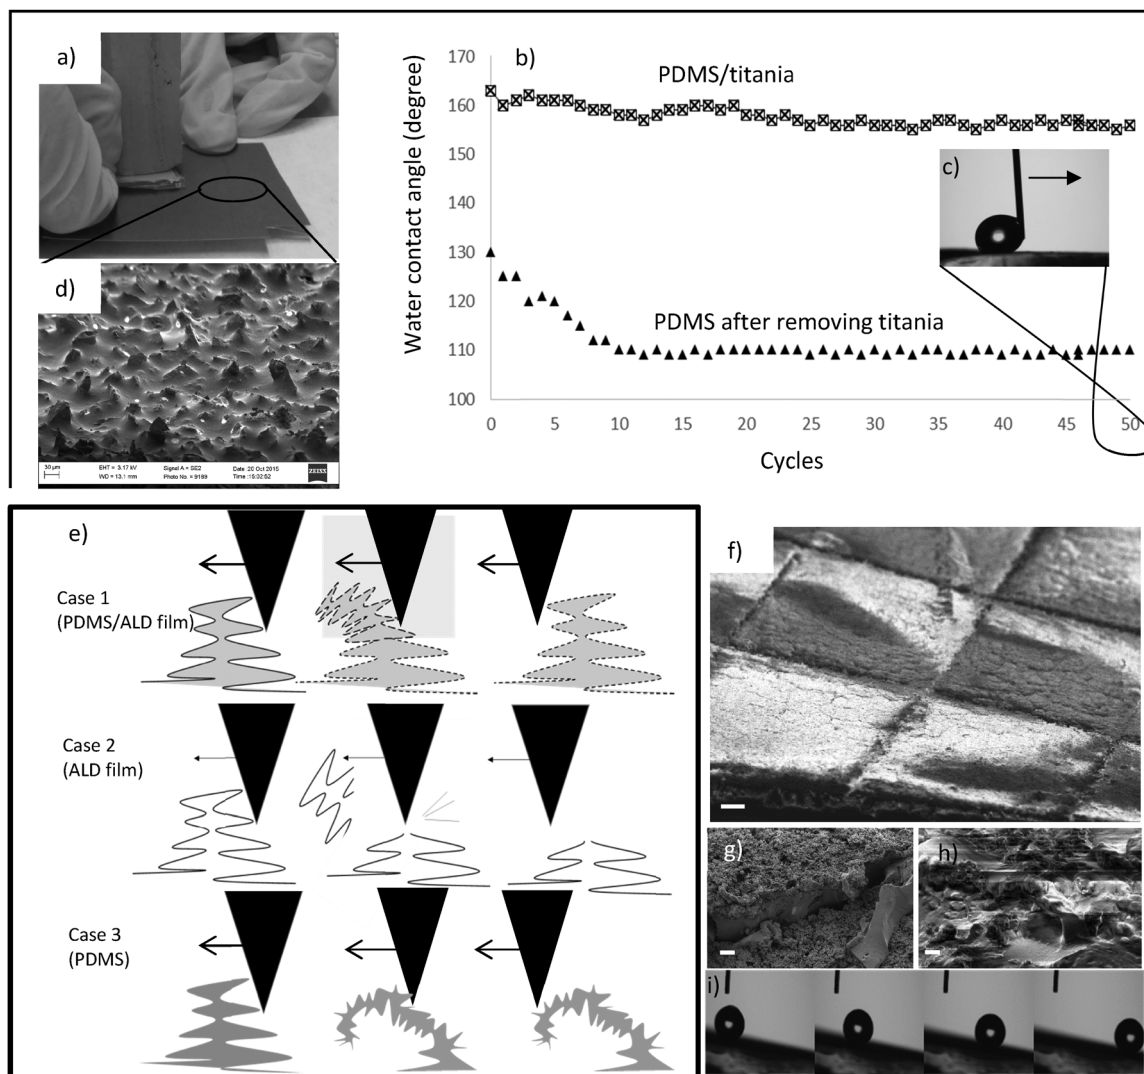 a)
b)
170
160
150
140
130
120
110
100
Water contact angle (degree)
PDMS/titania
c)
PDMS after removing titania
0
5
10
15
20
25
30
35
40
45
50
Cycles
d)
30 µm
EHT = 3.17 kV
WD = 13.1 mm
Signal A = SE2
Photo No. = 9199
Date :20 Oct 2015
Time :15:02:52
ZEISS
e)
Case 1
(PDMS/ALD film)
Case 2
(ALD film)
Case 3
(PDMS)
f)
g)
h)
i)